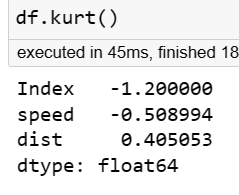 df.kurt()
executed in 45ms, finished 18
Index -1.200000
speed -0.508994
dist 0.405053
dtype: float64